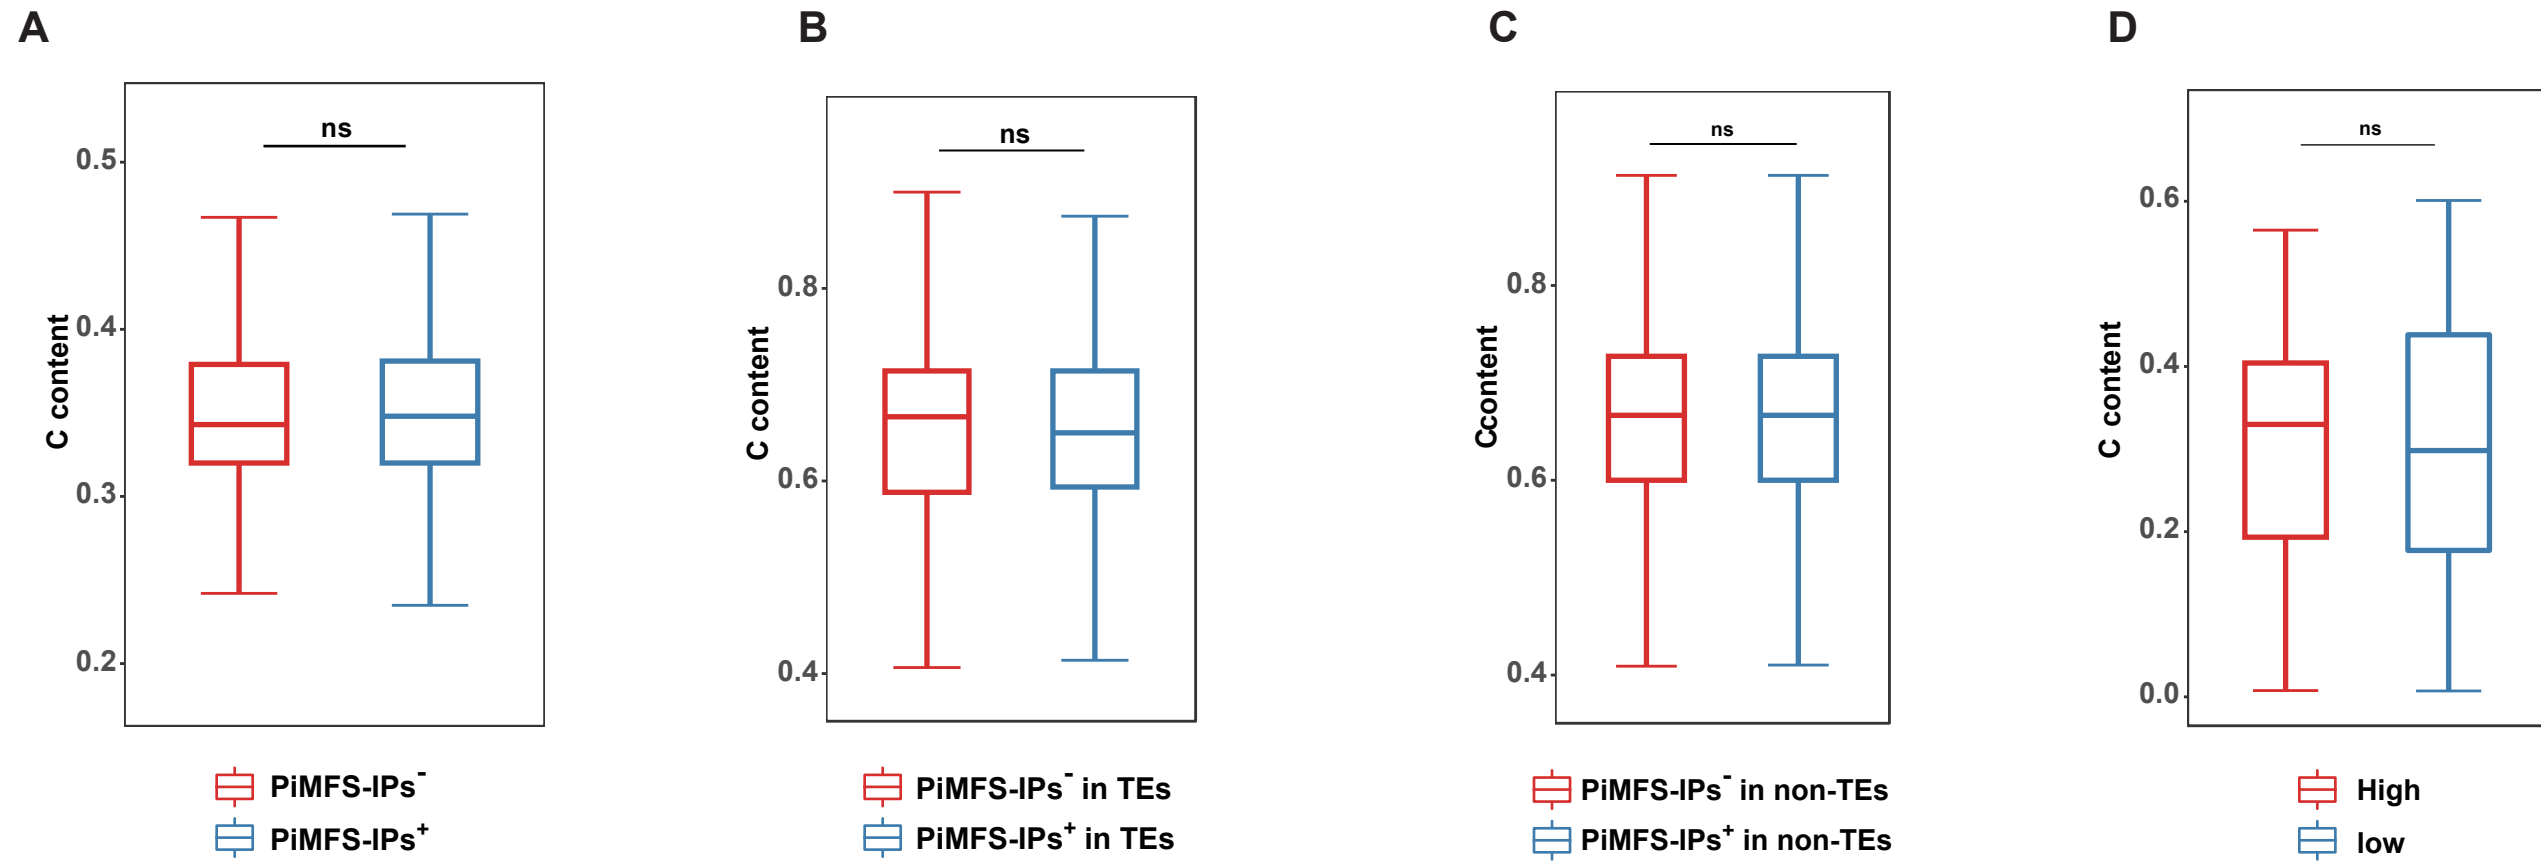 A
ns
0.5
0.4
0.3
0.2
C content
PiMFS-IPs⁻
PiMFS-IPs⁺
B
ns
0.8
0.6
0.4
C content
PiMFS-IPs⁻ in TEs
PiMFS-IPs⁺ in TEs
C
ns
0.8
0.6
0.4
Ccontent
PiMFS-IPs⁻ in non-TEs
PiMFS-IPs⁺ in non-TEs
D
ns
0.6
0.4
0.2
0.0
C content
High
low